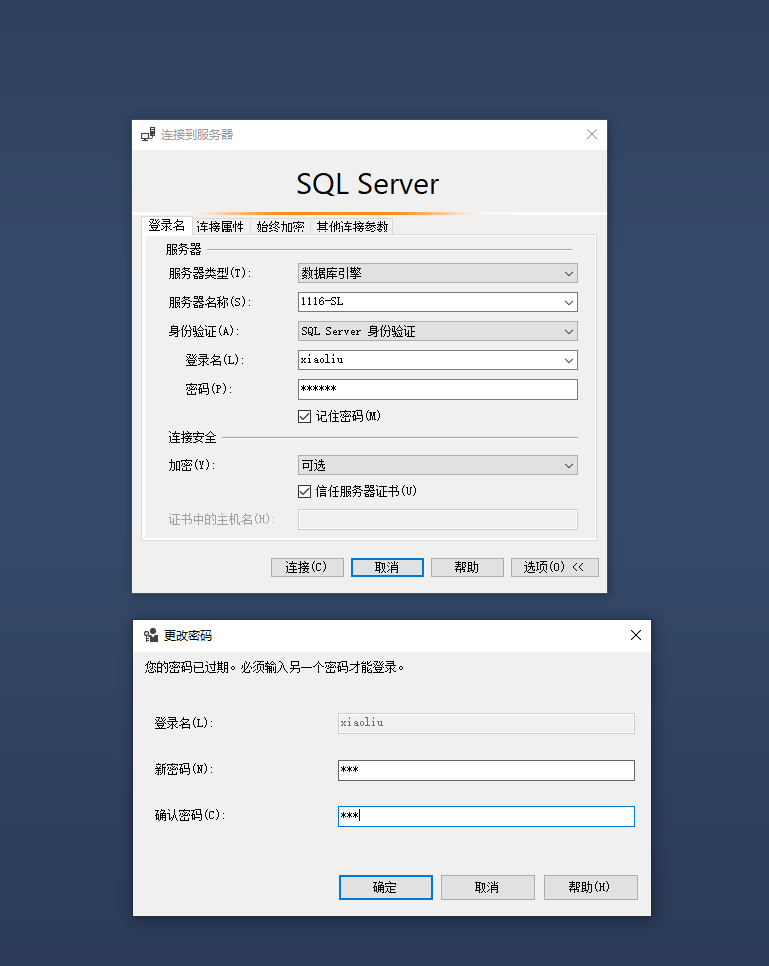 连接到服务器
SQL Server
登录名 连接属性 始终加密 其他连接参数
服务器
服务器类型(T): 数据库引擎
服务器名称(S): 1116-SL
身份验证(A): SQL Server 身份验证
登录名(L): xiaoliu
密码(P): ******
记住密码(M)
连接安全
加密(Y): 可选
信任服务器证书(U)
证书中的主机名(H):
连接(C) 取消 帮助 选项(O) <<
更改密码
您的密码已过期。必须输入另一个密码才能登录。
登录名(L): xiaoliu
新密码(N): ***
确认密码(C): ***
确定 取消 帮助(H)